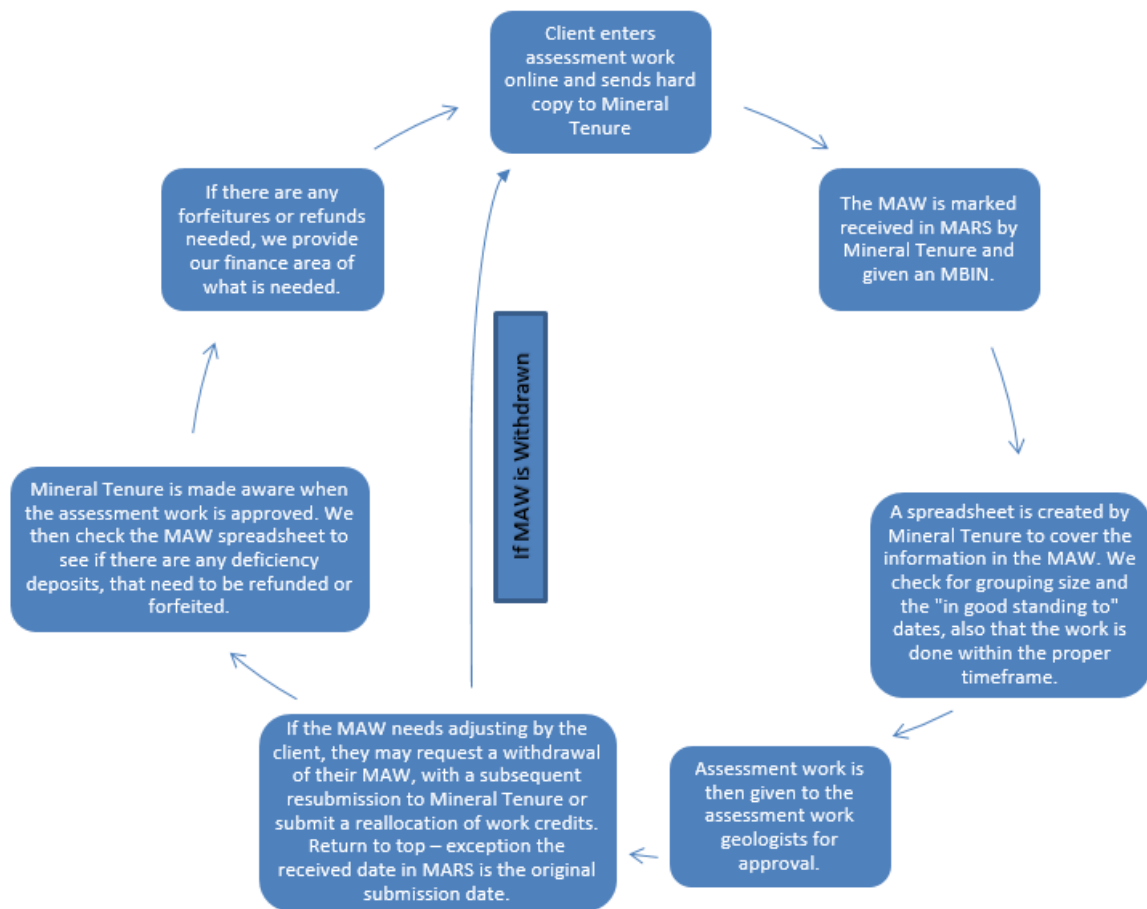 Client enters
assessment work
online and sends hard
copy to Mineral
Tenure
The MAW is marked
received in MARS by
Mineral Tenure and
given an MBIN.
A spreadsheet is created by
Mineral Tenure to cover the
information in the MAW. We
check for grouping size and
the "in good standing to"
dates, also that the work is
done within the proper
timeframe.
Assessment work is
then given to the
assessment work
geologists for
approval.
If the MAW needs adjusting by the
client, they may request a withdrawal
of their MAW, with a subsequent
resubmission to Mineral Tenure or
submit a reallocation of work credits.
Return to top – exception the
received date in MARS is the original
submission date.
If MAW is Withdrawn
Mineral Tenure is made aware when
the assessment work is approved. We
then check the MAW spreadsheet to
see if there are any deficiency
deposits, that need to be refunded or
forfeited.
If there are any
forfeitures or refunds
needed, we provide
our finance area of
what is needed.